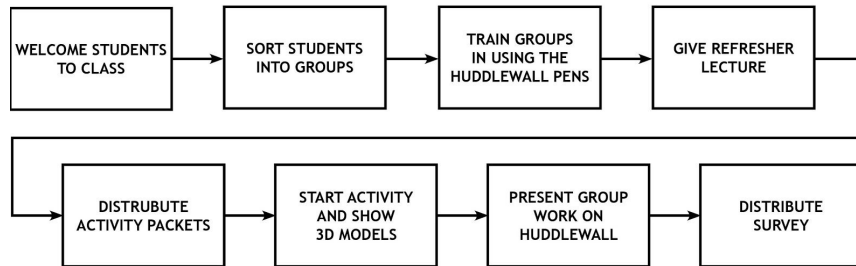 WELCOME STUDENTS
TO CLASS
SORT STUDENTS
INTO GROUPS
TRAIN GROUPS
IN USING THE
HUDDLEWALL PENS
GIVE REFRESHER
LECTURE
DISTRUBUTE
ACTIVITY PACKETS
START ACTIVITY
AND SHOW
3D MODELS
PRESENT GROUP
WORK ON
HUDDLEWALL
DISTRIBUTE
SURVEY